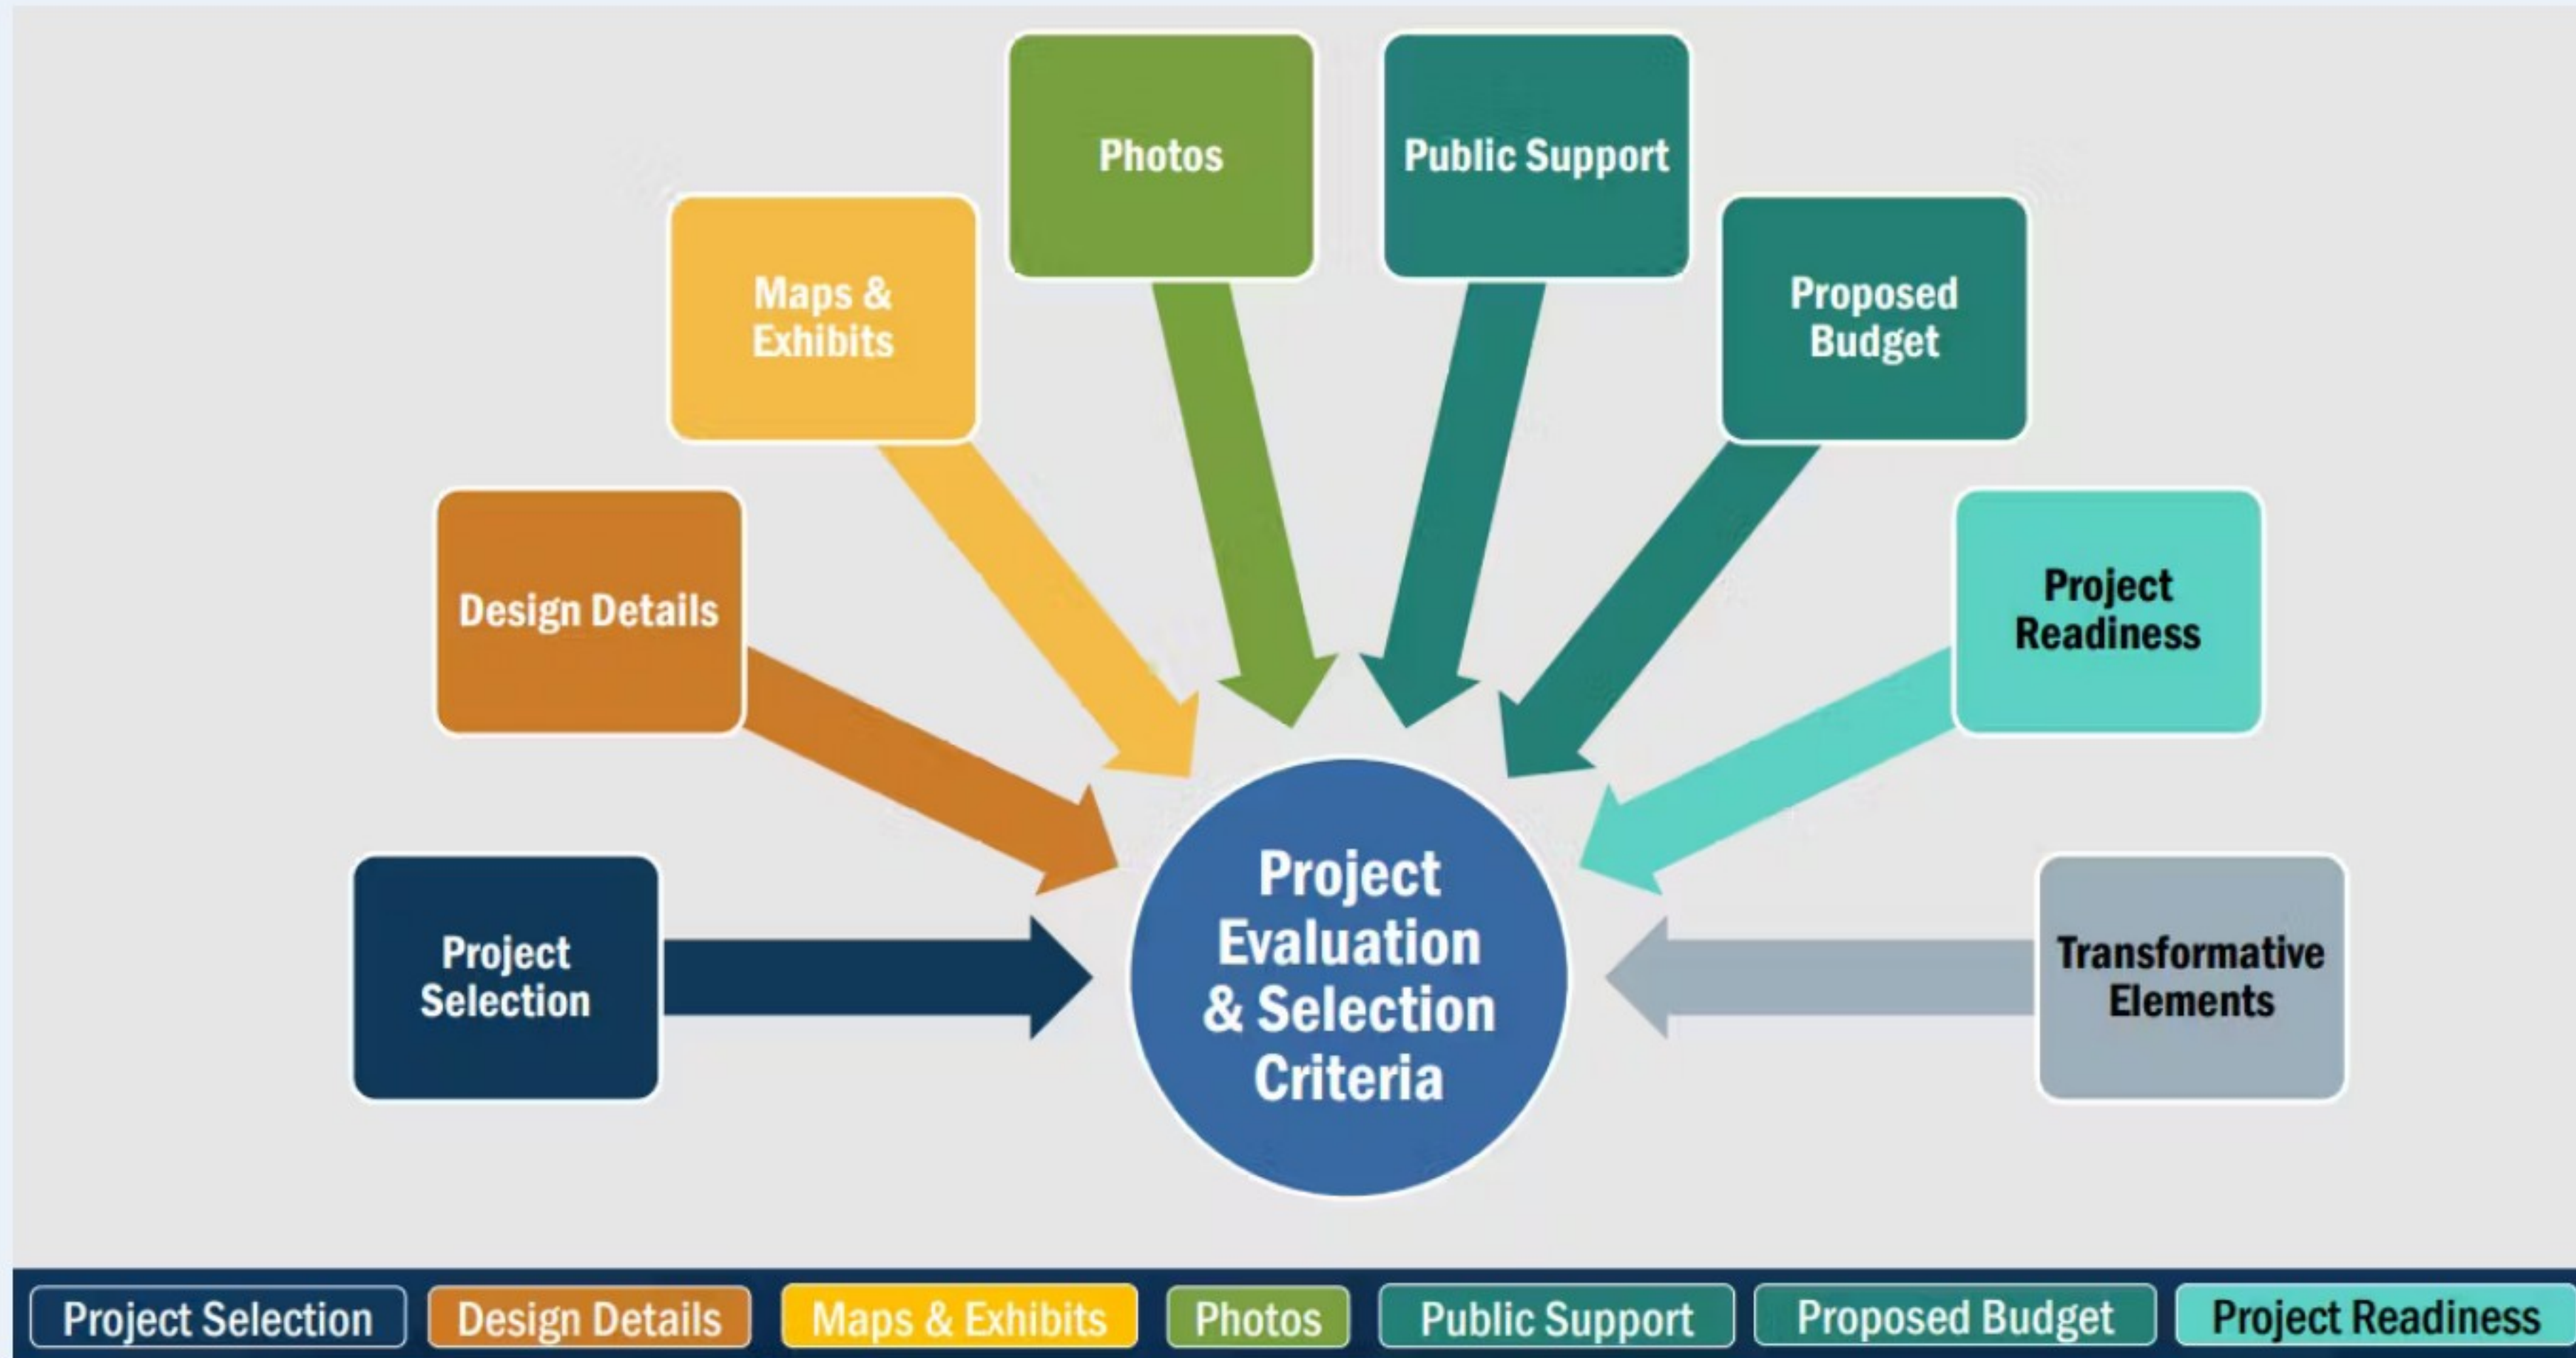 Photos
Public Support
Maps &
Exhibits
Proposed
Budget
Design Details
Project
Readiness
Project
Selection
Project
Evaluation
& Selection
Criteria
Transformative
Elements
Project Selection
Design Details
Maps & Exhibits
Photos
Public Support
Proposed Budget
Project Readiness